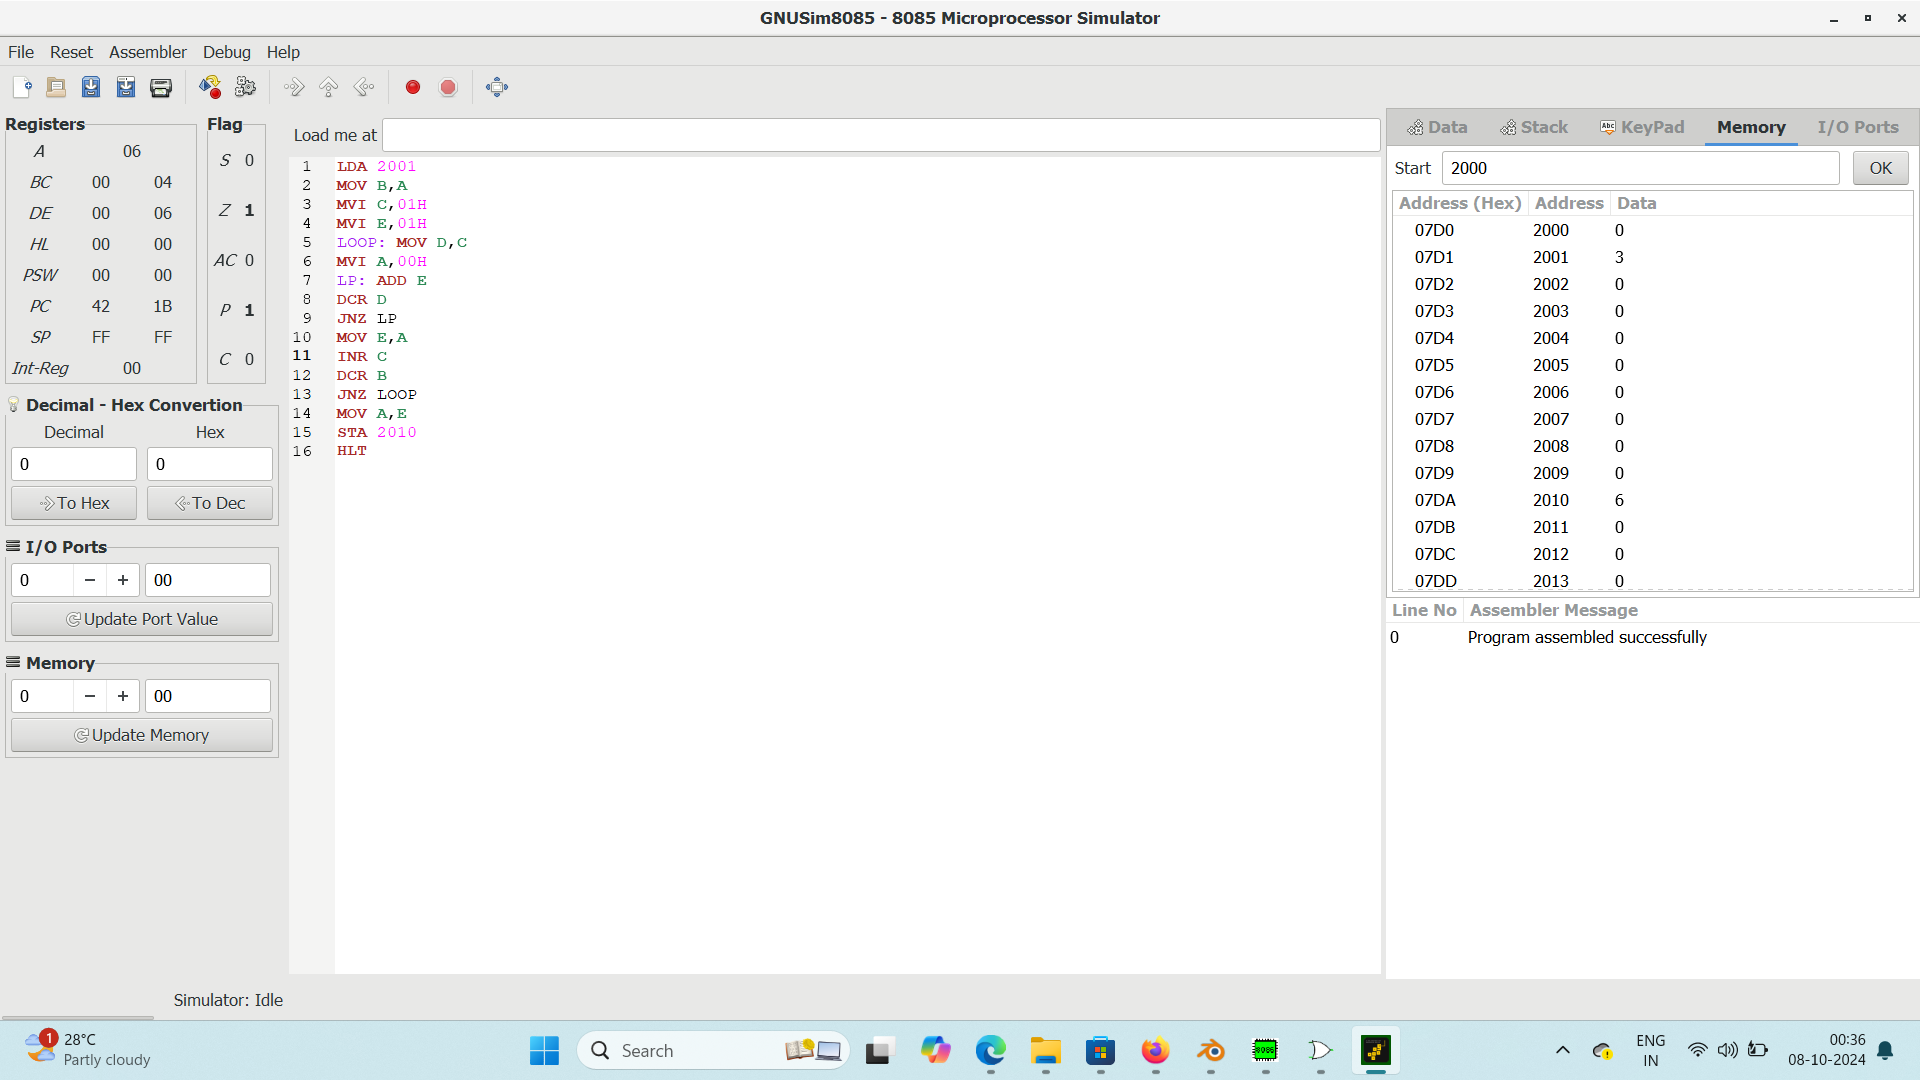 GNUSim8085 - 8085 Microprocessor Simulator
File Reset Assembler Debug Help
Registers
A 06
BC 00 04
DE 00 06
HL 00 00
PSW 00 00
PC 42 1B
SP FF FF
Int-Reg 00
Flag
S 0
Z 1
AC 0
P 1
C 0
Decimal - Hex Convertion
Decimal Hex
0 0
To Hex To Dec
I/O Ports
0 − + 00
Update Port Value
Memory
0 − + 00
Update Memory
Load me at
1 LDA 2001
2 MOV B,A
3 MVI C,01H
4 MVI E,01H
5 LOOP: MOV D,C
6 MVI A,00H
7 LP: ADD E
8 DCR D
9 JNZ LP
10 MOV E,A
11 INR C
12 DCR B
13 JNZ LOOP
14 MOV A,E
15 STA 2010
16 HLT
Data Stack Abc KeyPad Memory I/O Ports
Start 2000 OK
Address (Hex) Address Data
07D0 2000 0
07D1 2001 3
07D2 2002 0
07D3 2003 0
07D4 2004 0
07D5 2005 0
07D6 2006 0
07D7 2007 0
07D8 2008 0
07D9 2009 0
07DA 2010 6
07DB 2011 0
07DC 2012 0
07DD 2013 0
Line No Assembler Message
0 Program assembled successfully
Simulator: Idle
1
28°C
Partly cloudy
Search
8086
ENG
IN
00:36
08-10-2024